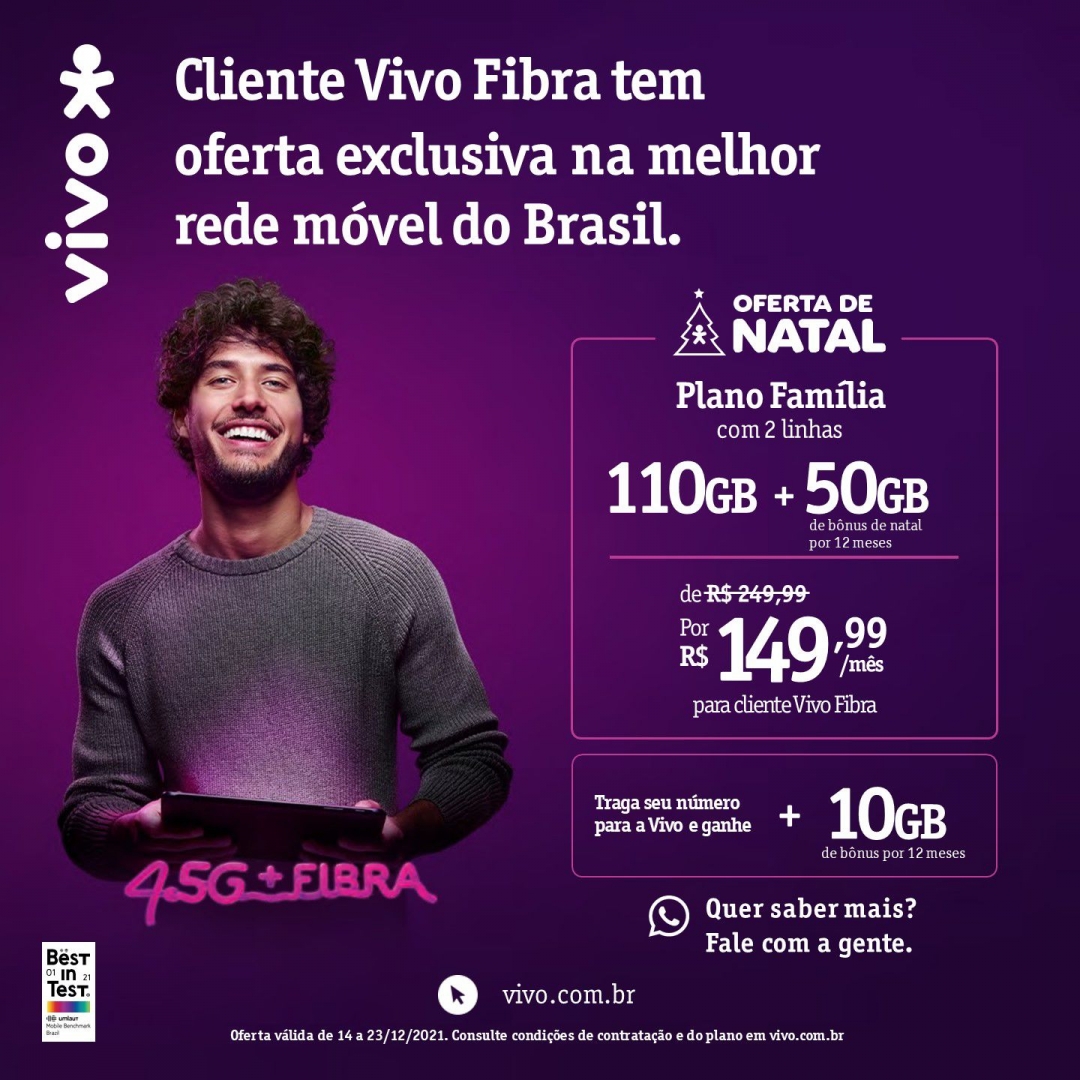 vivo
Cliente Vivo Fibra tem
oferta exclusiva na melhor
rede móvel do Brasil.
OFERTA DE
NATAL
Plano Família
com 2 linhas
110GB + 50GB
de bônus de natal
por 12 meses
de R$ 249,99
Por
R$ 149,99
/mês
para cliente Vivo Fibra
Traga seu número
para a Vivo e ganhe
+ 10GB
de bônus por 12 meses
4.5G + FIBRA
Quer saber mais?
Fale com a gente.
BëST
01 in 21
TeST.
umlaut
Mobile Benchmark
Brazil
vivo.com.br
Oferta válida de 14 a 23/12/2021. Consulte condições de contratação e do plano em vivo.com.br